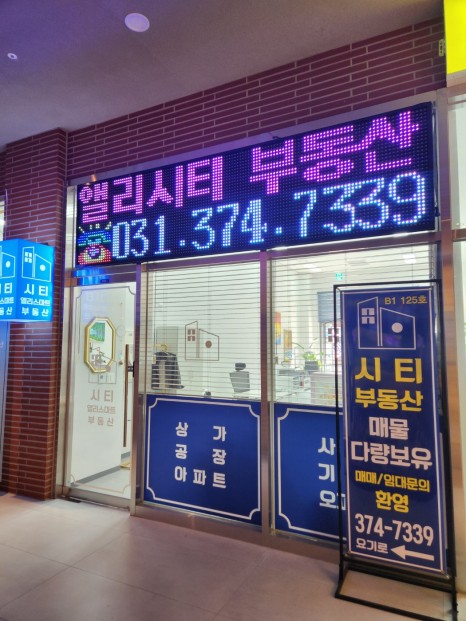 앨리시티 부동산
☎031.374.7339
시티
앨리스마트
부동산
시티
앨리스마트
부동산
상가
공장
아파트
사
기
오
B1 125호
시티
부동산
매물
다량보유
매매/임대문의
환영
374-7339
요기로